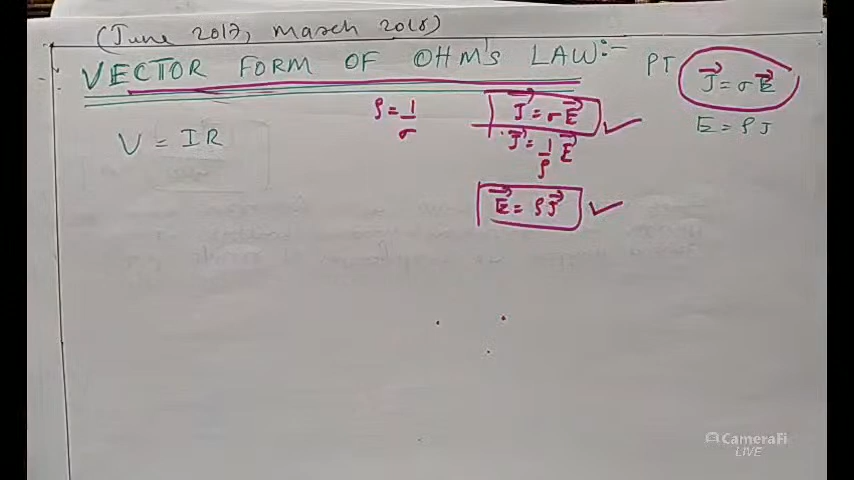 (June 2017, March 2018)
VECTOR FORM OF OHM's LAW:-
PT J⃗ = σE⃗
E = ρJ
V = IR
ρ = 1/σ
J⃗ = σE⃗
J⃗ = 1/ρ E⃗
E⃗ = ρJ⃗
CameraFi
LIVE